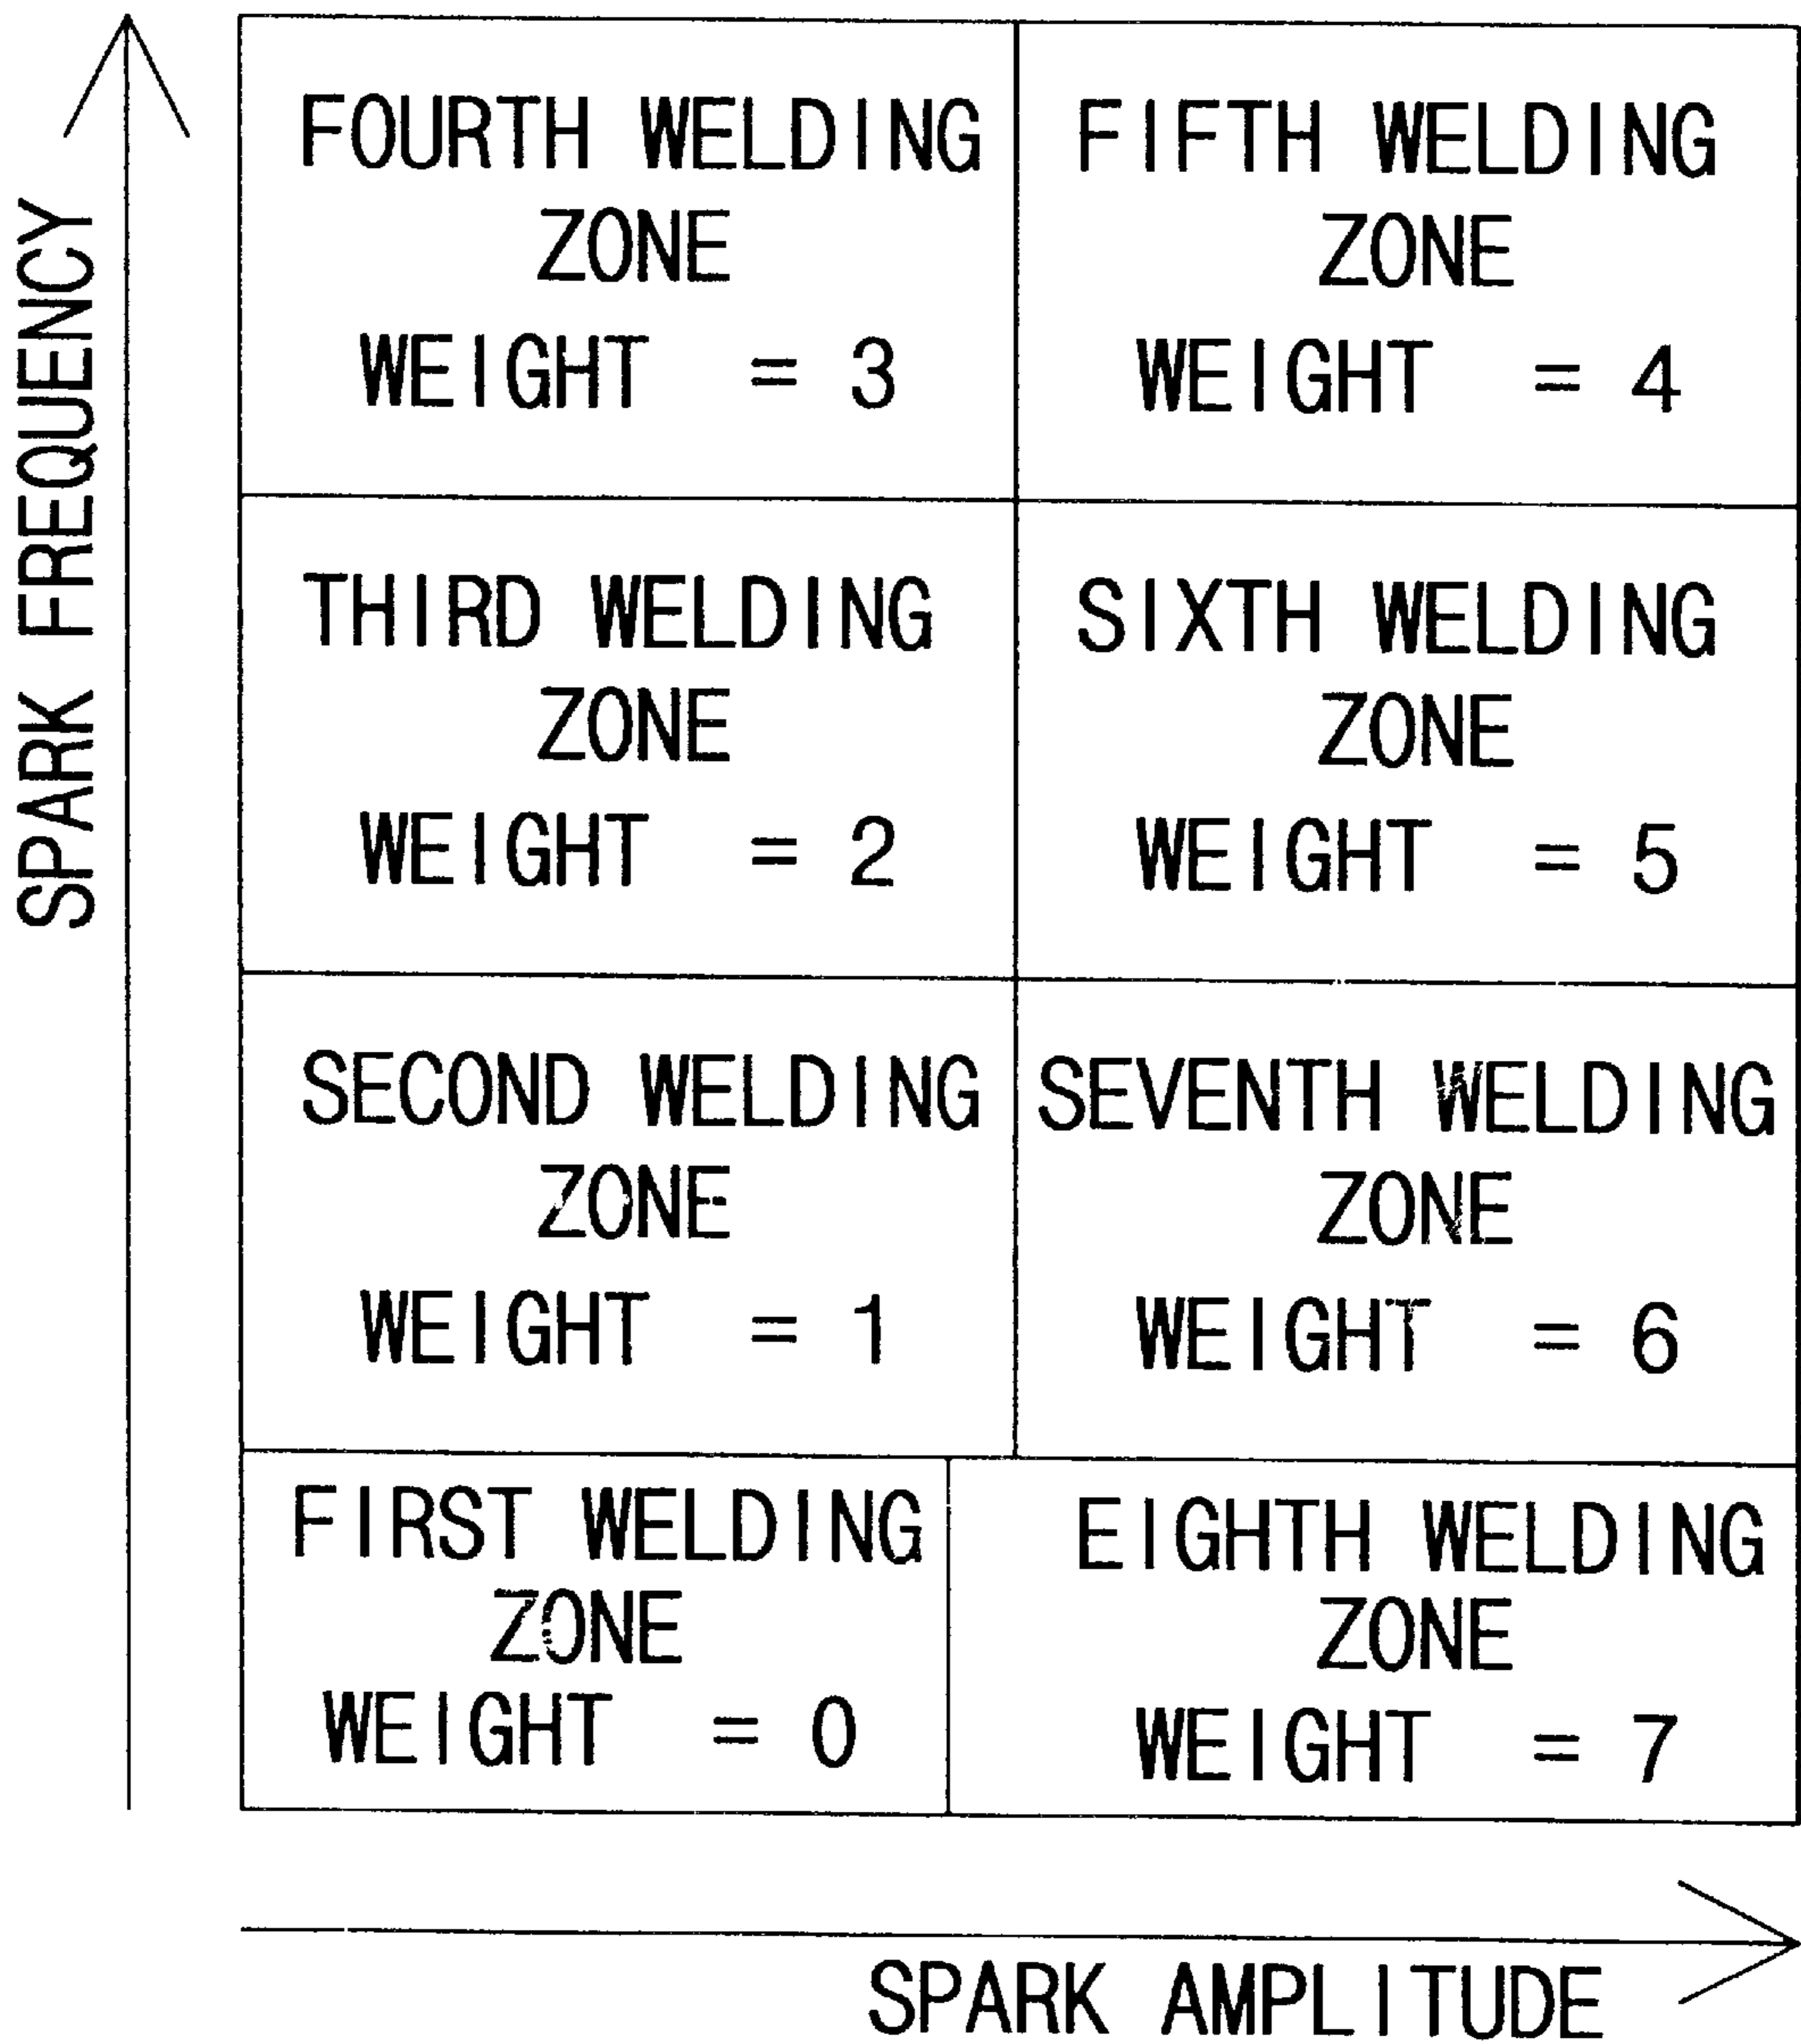 SPARK FREQUENCY
FOURTH WELDING
ZONE
WEIGHT = 3
FIFTH WELDING
ZONE
WEIGHT = 4
THIRD WELDING
ZONE
WEIGHT = 2
SIXTH WELDING
ZONE
WEIGHT = 5
SECOND WELDING
ZONE
WEIGHT = 1
SEVENTH WELDING
ZONE
WEIGHT = 6
FIRST WELDING
ZONE
WEIGHT = 0
EIGHTH WELDING
ZONE
WEIGHT = 7
SPARK AMPLITUDE